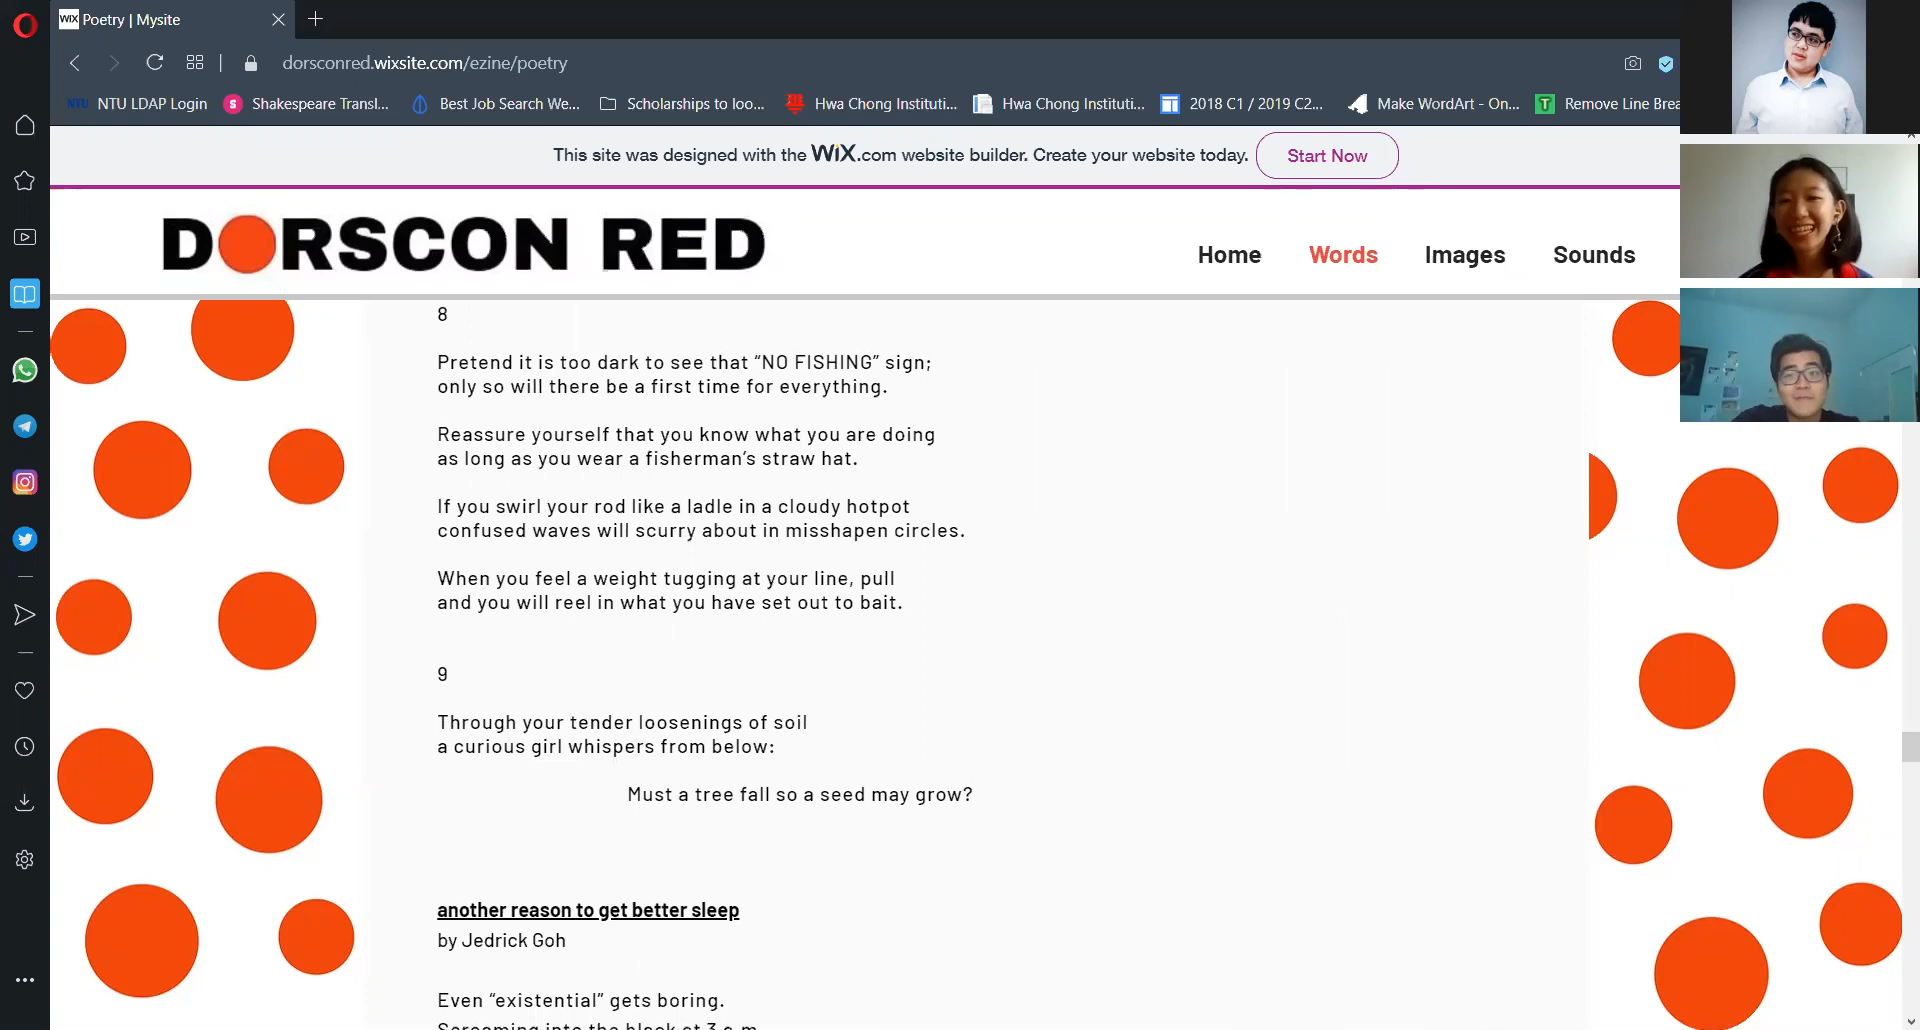 Poetry | Mysite
dorsconred.wixsite.com/ezine/poetry
NTU LDAP Login
Shakespeare Transl...
Best Job Search We...
Scholarships to loo...
Hwa Chong Instituti...
Hwa Chong Instituti...
2018 C1 / 2019 C2...
Make WordArt - On...
Remove Line Brea
This site was designed with the WiX.com website builder. Create your website today.
Start Now
DORSCON RED
Home
Words
Images
Sounds
8
Pretend it is too dark to see that “NO FISHING” sign;
only so will there be a first time for everything.
Reassure yourself that you know what you are doing
as long as you wear a fisherman’s straw hat.
If you swirl your rod like a ladle in a cloudy hotpot
confused waves will scurry about in misshapen circles.
When you feel a weight tugging at your line, pull
and you will reel in what you have set out to bait.
9
Through your tender loosenings of soil
a curious girl whispers from below:
Must a tree fall so a seed may grow?
another reason to get better sleep
by Jedrick Goh
Even “existential” gets boring.
Screaming into the black at 3 a.m.